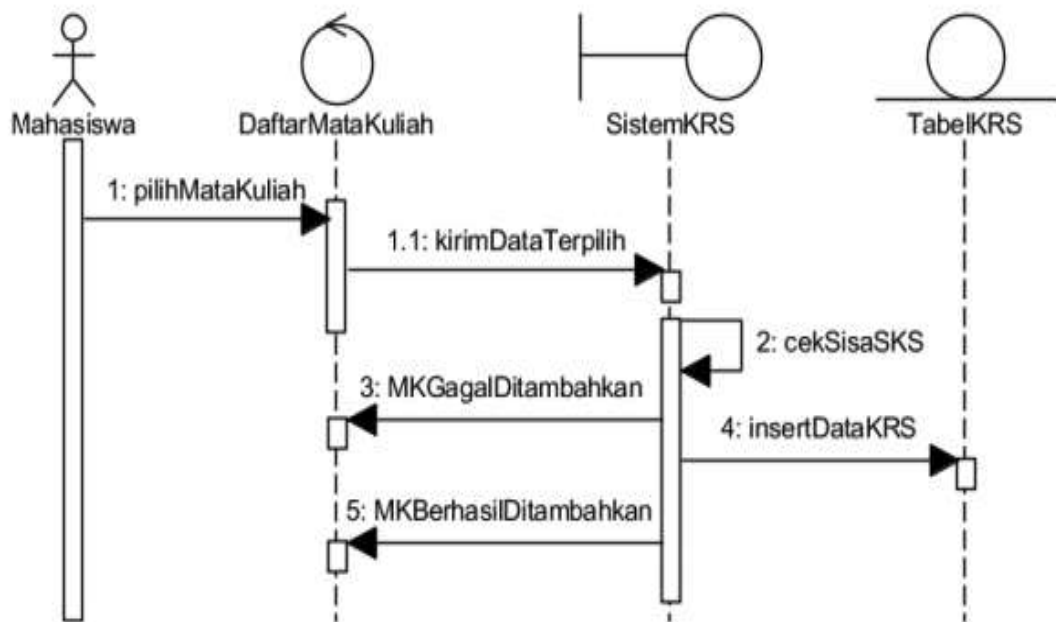 Mahasiswa
DaftarMataKuliah
SistemKRS
TabelKRS
1: pilihMataKuliah
1.1: kirimDataTerpilih
2: cekSisaSKS
3: MKGagalDitambahkan
4: insertDataKRS
5: MKBerhasilDitambahkan